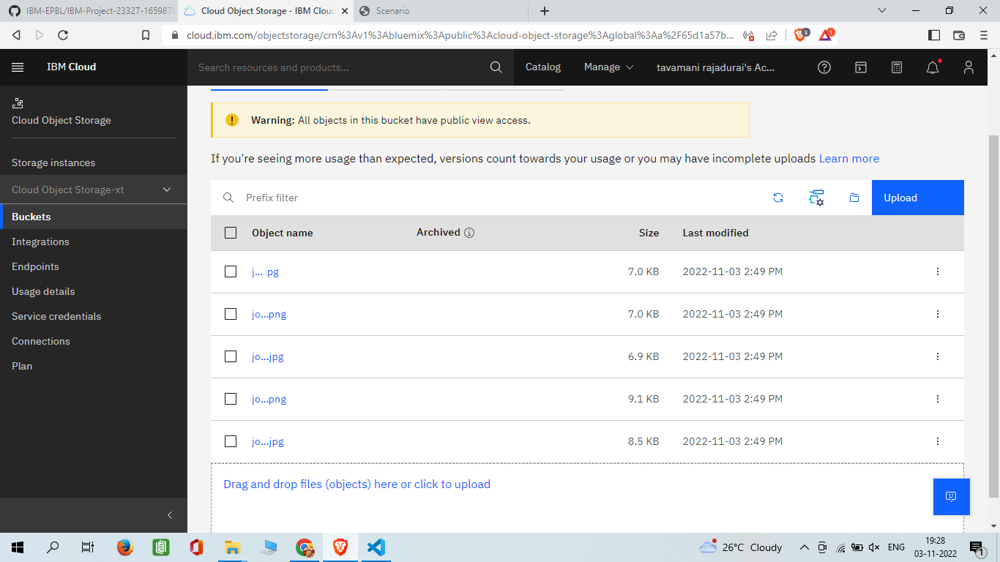 IBM-EPBL/IBM-Project-23327-165987
Cloud Object Storage - IBM Clou
Scenario
cloud.ibm.com/objectstorage/crn%3Av1%3Abluemix%3Apublic%3Acloud-object-storage%3Aglobal%3Aa%2F65d1a57b...
3
1
IBM Cloud
Search resources and products...
Catalog
Manage
tavamani rajadurai's Ac...
Cloud Object Storage
Storage instances
Cloud Object Storage-xt
Buckets
Integrations
Endpoints
Usage details
Service credentials
Connections
Plan
Warning: All objects in this bucket have public view access.
If you're seeing more usage than expected, versions count towards your usage or you may have incomplete uploads Learn more
Prefix filter
Upload
Object name Archived Size Last modified
j... jpg 7.0 KB 2022-11-03 2:49 PM
jo...png 7.0 KB 2022-11-03 2:49 PM
jo...jpg 6.9 KB 2022-11-03 2:49 PM
jo...png 9.1 KB 2022-11-03 2:49 PM
jo...jpg 8.5 KB 2022-11-03 2:49 PM
Drag and drop files (objects) here or click to upload
26°C Cloudy
ENG
19:28
03-11-2022
1